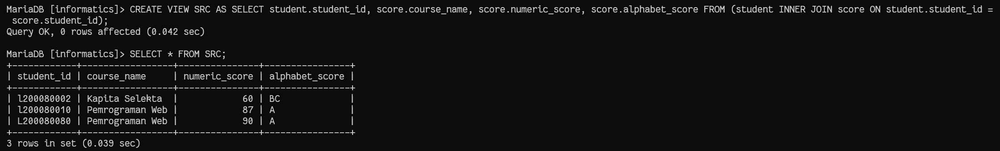 MariaDB [informatics]> CREATE VIEW SRC AS SELECT student.student_id, score.course_name, score.numeric_score, score.alphabet_score FROM (student INNER JOIN score ON student.student_id =
 score.student_id);
Query OK, 0 rows affected (0.042 sec)

MariaDB [informatics]> SELECT * FROM SRC;
+------------+-----------------+---------------+----------------+
| student_id | course_name     | numeric_score | alphabet_score |
+------------+-----------------+---------------+----------------+
| l200080002 | Kapita Selekta  |            60 | BC             |
| l200080010 | Pemrograman Web |            87 | A              |
| L200080080 | Pemrograman Web |            90 | A              |
+------------+-----------------+---------------+----------------+
3 rows in set (0.039 sec)